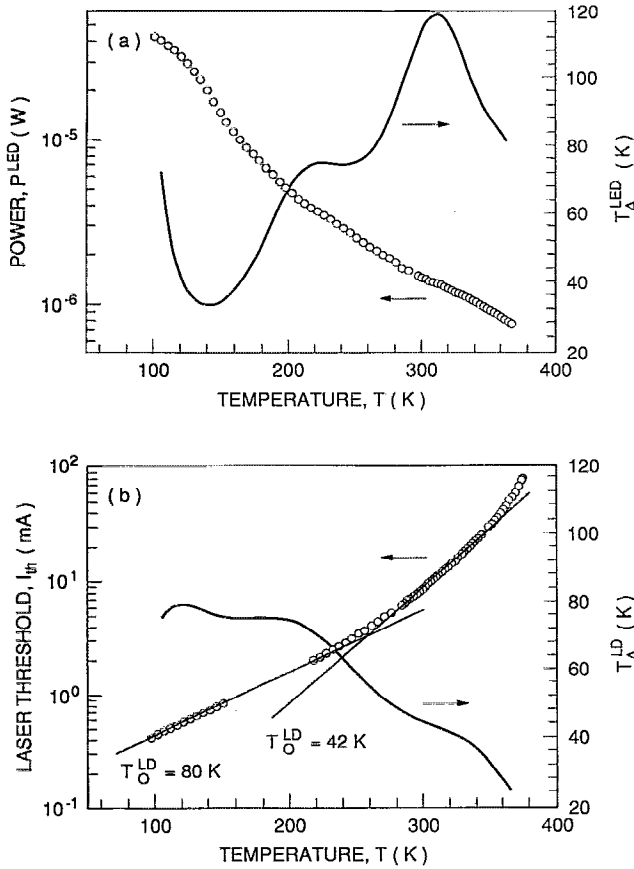 (a)
POWER, P^LED (W)
10^-5
10^-6
120
100
80
60
40
20
T_Δ^LED (K)
100 200 300 400
TEMPERATURE, T (K)
(b)
LASER THRESHOLD, I_th (mA)
10^2
10^1
10^0
10^-1
T_O^LD = 80 K
T_O^LD = 42 K
120
100
80
60
40
20
T_Δ^LD (K)
100 200 300 400
TEMPERATURE, T (K)